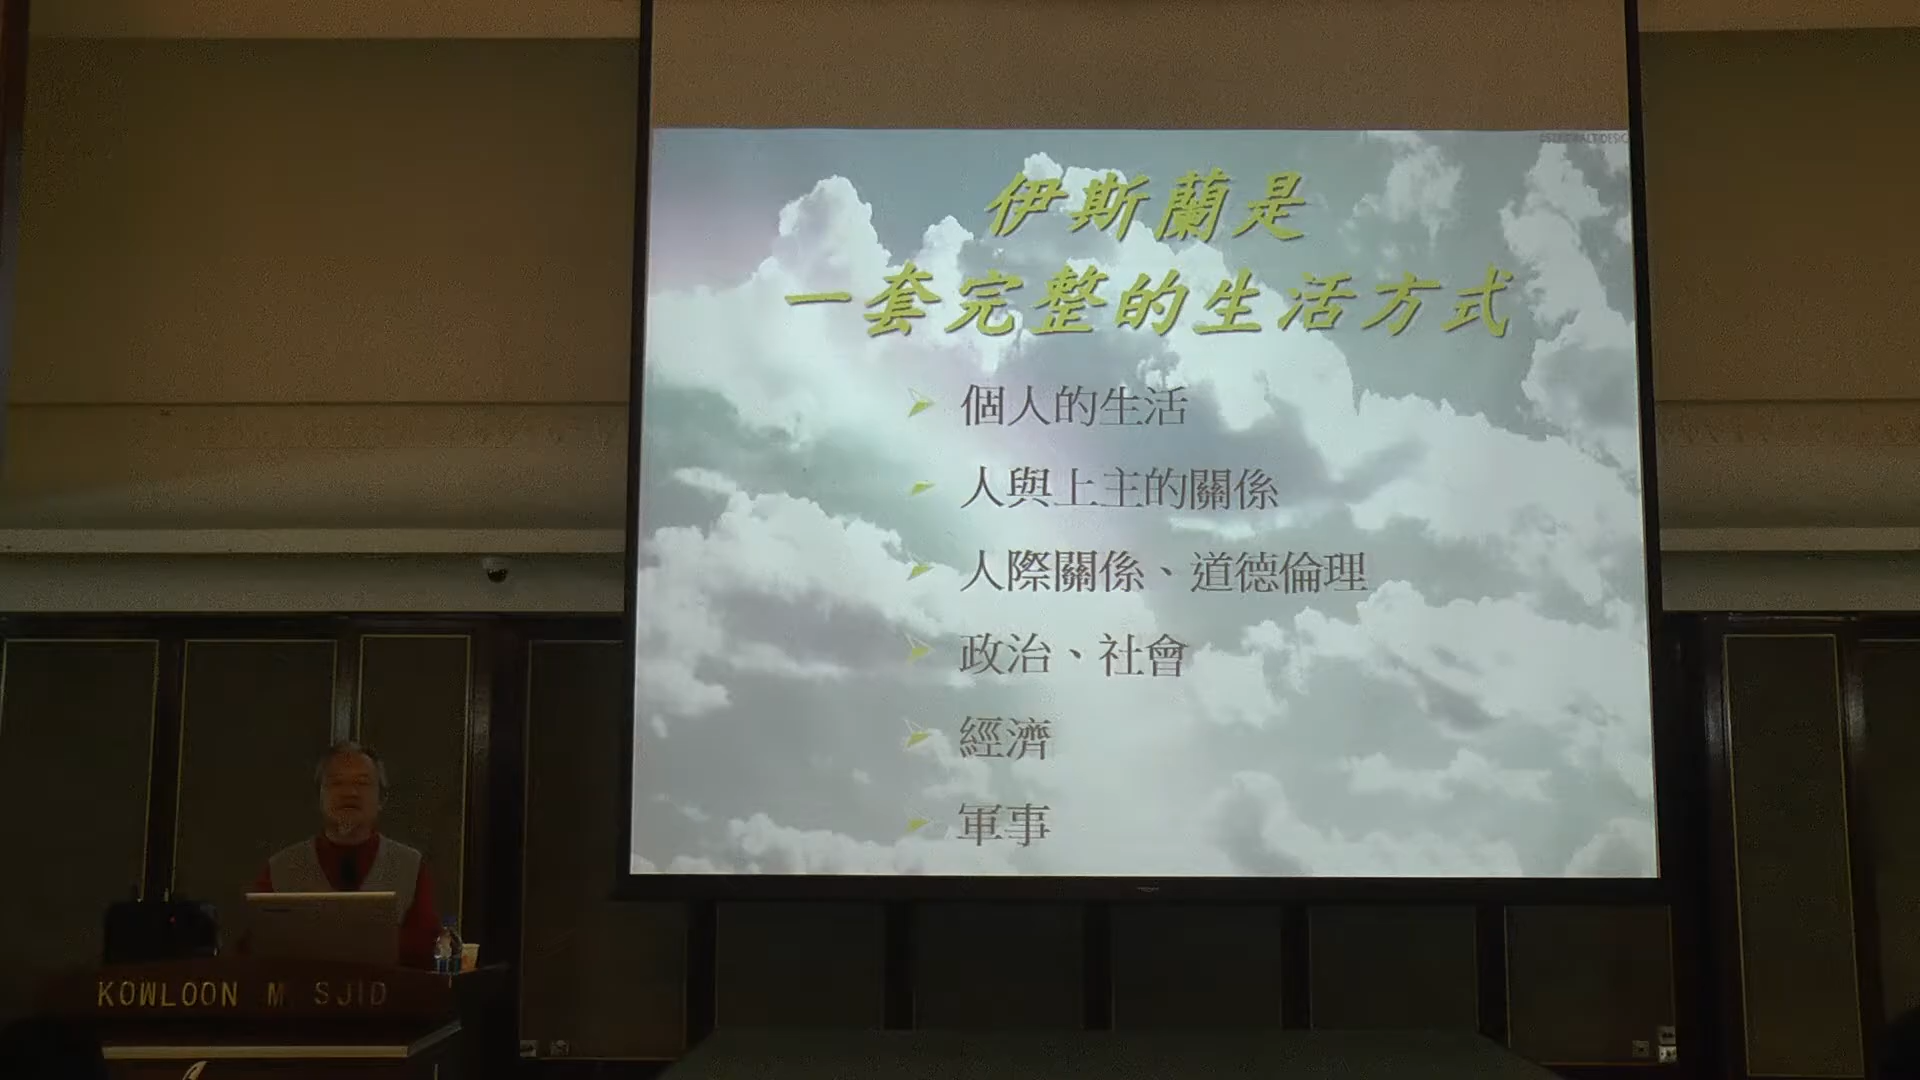 伊斯蘭是
一套完整的生活方式
個人的生活
人與上主的關係
人際關係、道德倫理
政治、社會
經濟
軍事
KOWLOON M SJID